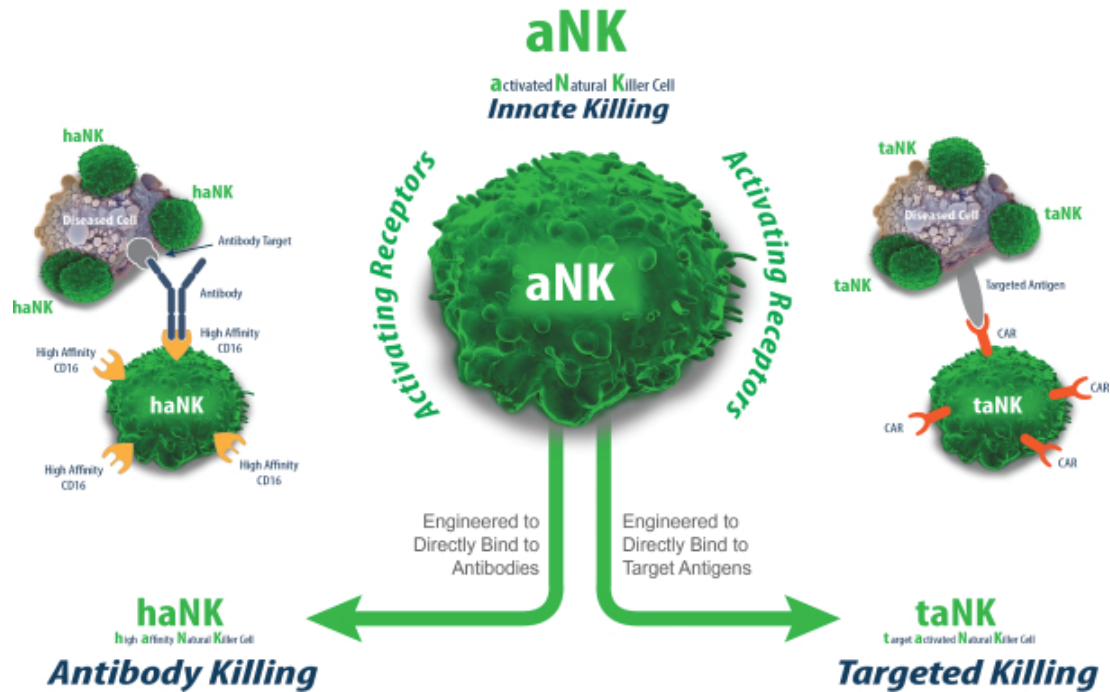 aNK
activated Natural Killer Cell
Innate Killing
Activating Receptors
aNK
Activating Receptors
haNK
haNK
Diseased Cell
Antibody Target
haNK
Antibody
High Affinity
CD16
High Affinity
CD16
haNK
High Affinity
CD16
High Affinity
CD16
taNK
Diseased Cell
taNK
taNK
Targeted Antigen
CAR
CAR
taNK
CAR
CAR
Engineered to
Directly Bind to
Antibodies
Engineered to
Directly Bind to
Target Antigens
haNK
high affinity Natural Killer Cell
Antibody Killing
taNK
target activated Natural Killer Cell
Targeted Killing